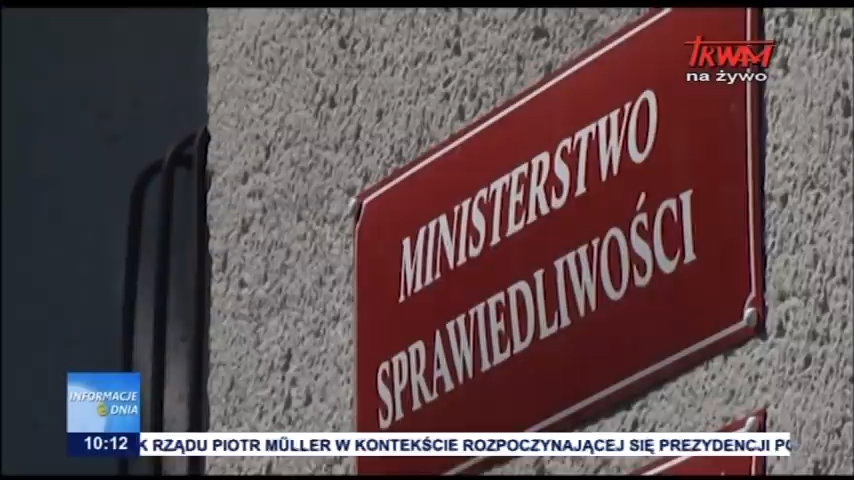 TRWAM
na żywo
MINISTERSTWO
SPRAWIEDLIWOŚCI
INFORMACJE
DNIA
10:12
K RZĄDU PIOTR MÜLLER W KONTEKŚCIE ROZPOCZYNAJĄCEJ SIĘ PREZYDENCJI